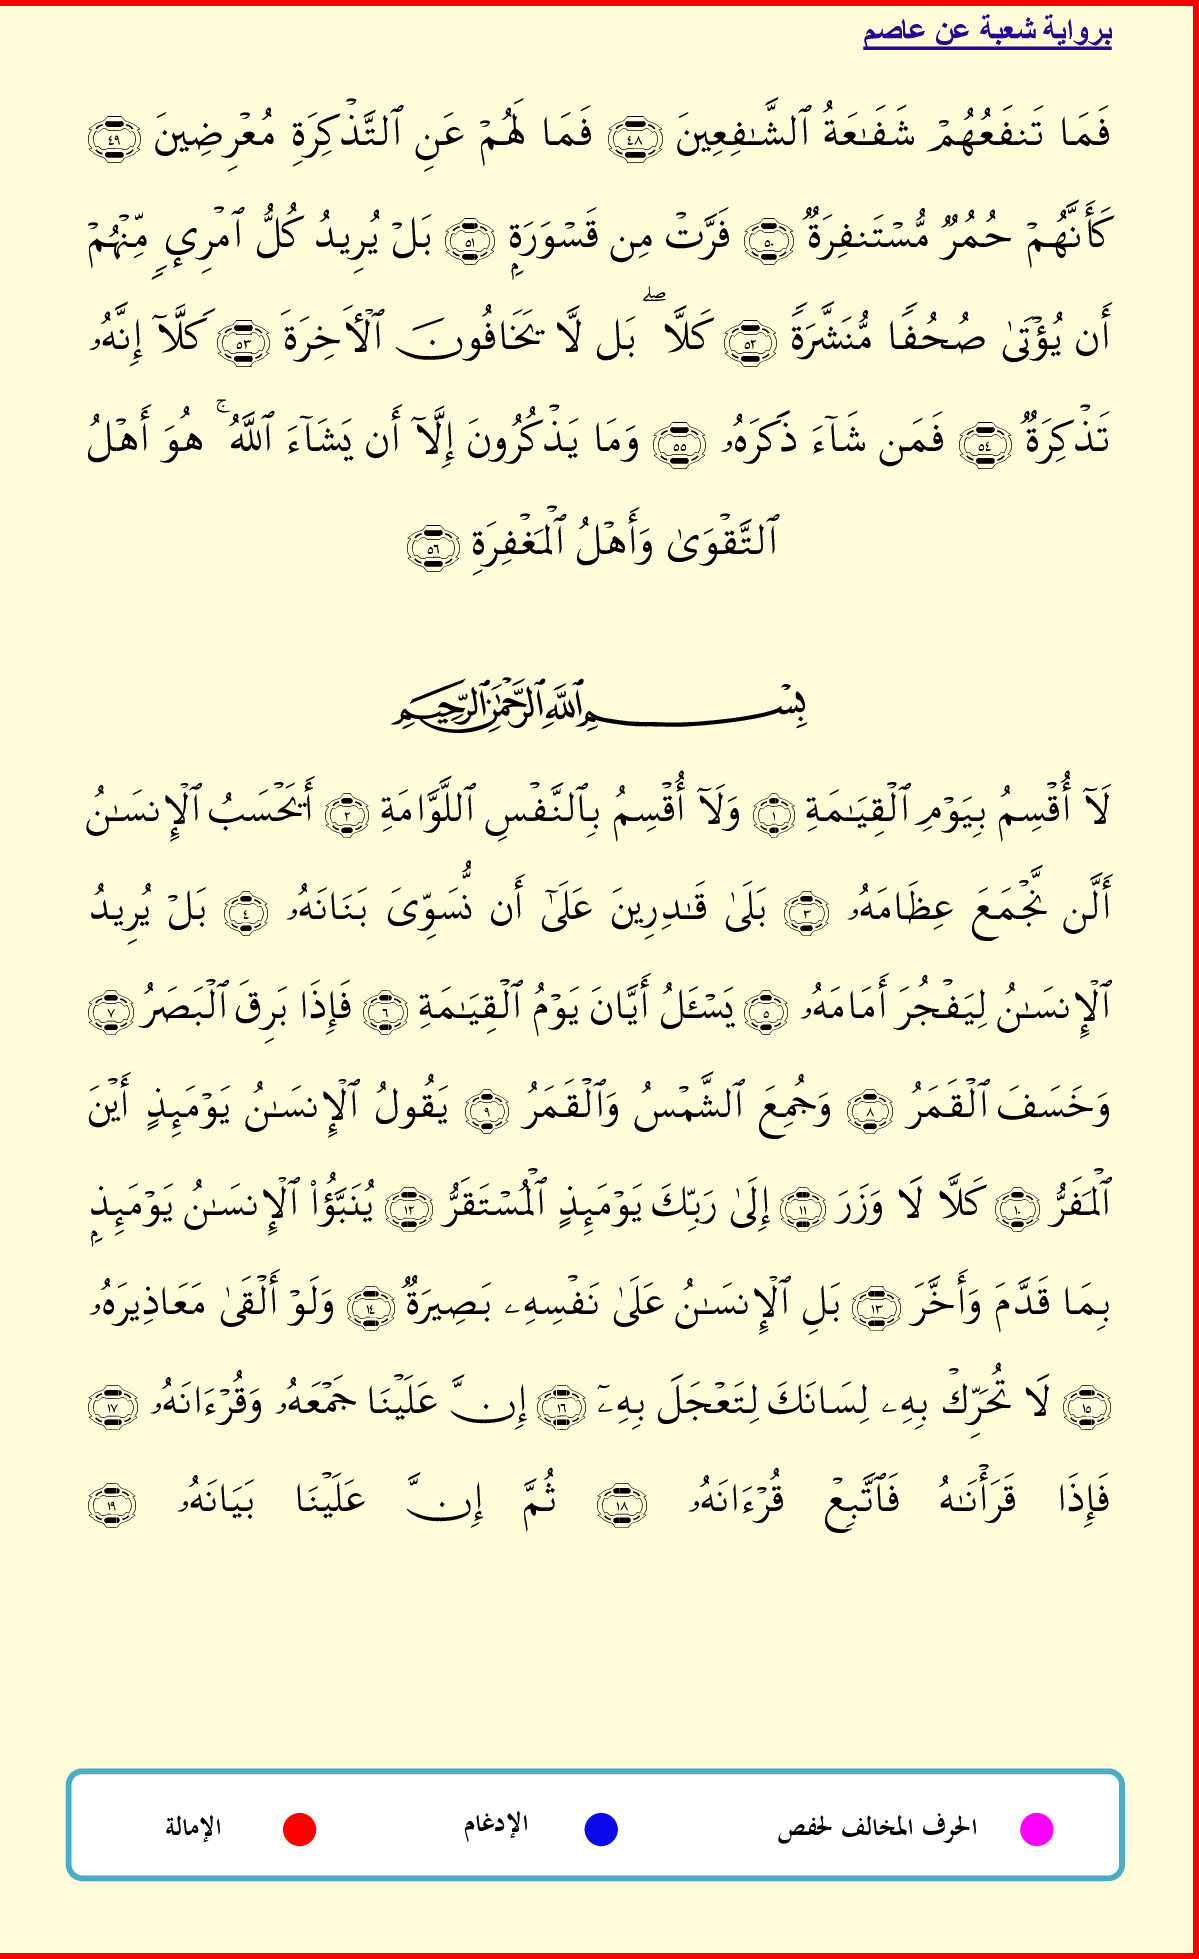 برواية شعبة عن عاصم
فَمَا تَنفَعُهُمْ شَفَـٰعَةُ ٱلشَّـٰفِعِينَ ٤٨ فَمَا لَهُمْ عَنِ ٱلتَّذْكِرَةِ مُعْرِضِينَ ٤٩
كَأَنَّهُمْ حُمُرٌ مُّسْتَنفِرَةٌ ٥٠ فَرَّتْ مِن قَسْوَرَةٍۭ ٥١ بَلْ يُرِيدُ كُلُّ ٱمْرِئٍ مِّنْهُمْ
أَن يُؤْتَىٰ صُحُفًا مُّنَشَّرَةً ٥٢ كَلَّا ۖ بَل لَّا يَخَافُونَ ٱلْأَخِرَةَ ٥٣ كَلَّآ إِنَّهُۥ
تَذْكِرَةٌ ٥٤ فَمَن شَآءَ ذَكَرَهُۥ ٥٥ وَمَا يَذْكُرُونَ إِلَّآ أَن يَشَآءَ ٱللَّهُ ۚ هُوَ أَهْلُ
ٱلتَّقْوَىٰ وَأَهْلُ ٱلْمَغْفِرَةِ ٥٦
بِسْمِ ٱللَّهِ ٱلرَّحْمَـٰنِ ٱلرَّحِيمِ
لَآ أُقْسِمُ بِيَوْمِ ٱلْقِيَـٰمَةِ ١ وَلَآ أُقْسِمُ بِٱلنَّفْسِ ٱللَّوَّامَةِ ٢ أَيَحْسَبُ ٱلْإِنسَـٰنُ
أَلَّن نَّجْمَعَ عِظَامَهُۥ ٣ بَلَىٰ قَـٰدِرِينَ عَلَىٰٓ أَن نُّسَوِّىَ بَنَانَهُۥ ٤ بَلْ يُرِيدُ
ٱلْإِنسَـٰنُ لِيَفْجُرَ أَمَامَهُۥ ٥ يَسْـَٔلُ أَيَّانَ يَوْمُ ٱلْقِيَـٰمَةِ ٦ فَإِذَا بَرِقَ ٱلْبَصَرُ ٧
وَخَسَفَ ٱلْقَمَرُ ٨ وَجُمِعَ ٱلشَّمْسُ وَٱلْقَمَرُ ٩ يَقُولُ ٱلْإِنسَـٰنُ يَوْمَئِذٍ أَيْنَ
ٱلْمَفَرُّ ١٠ كَلَّا لَا وَزَرَ ١١ إِلَىٰ رَبِّكَ يَوْمَئِذٍ ٱلْمُسْتَقَرُّ ١٢ يُنَبَّؤُا۟ ٱلْإِنسَـٰنُ يَوْمَئِذٍۭ
بِمَا قَدَّمَ وَأَخَّرَ ١٣ بَلِ ٱلْإِنسَـٰنُ عَلَىٰ نَفْسِهِۦ بَصِيرَةٌ ١٤ وَلَوْ أَلْقَىٰ مَعَاذِيرَهُۥ
١٥ لَا تُحَرِّكْ بِهِۦ لِسَانَكَ لِتَعْجَلَ بِهِۦٓ ١٦ إِنَّ عَلَيْنَا جَمْعَهُۥ وَقُرْءَانَهُۥ ١٧
فَإِذَا قَرَأْنَـٰهُ فَٱتَّبِعْ قُرْءَانَهُۥ ١٨ ثُمَّ إِنَّ عَلَيْنَا بَيَانَهُۥ ١٩
الحرف المخالف لحفص الإدغام الإمالة